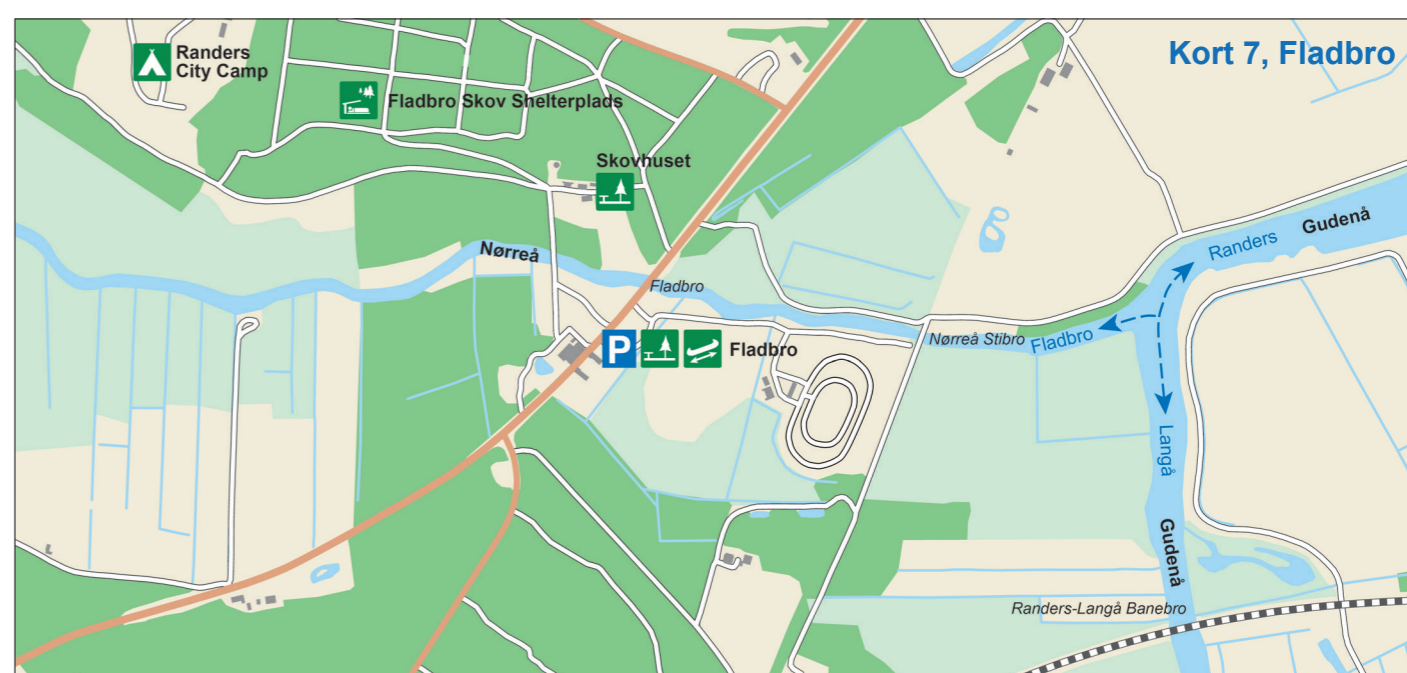 Kort 7, Fladbro
Randers
City Camp
Fladbro Skov Shelterplads
Skovhuset
Nørreå
Gudenå
Randers
Fladbro
P
Fladbro
Nørreå Stibro
Fladbro
Langå
Gudenå
Randers-Langå Banebro